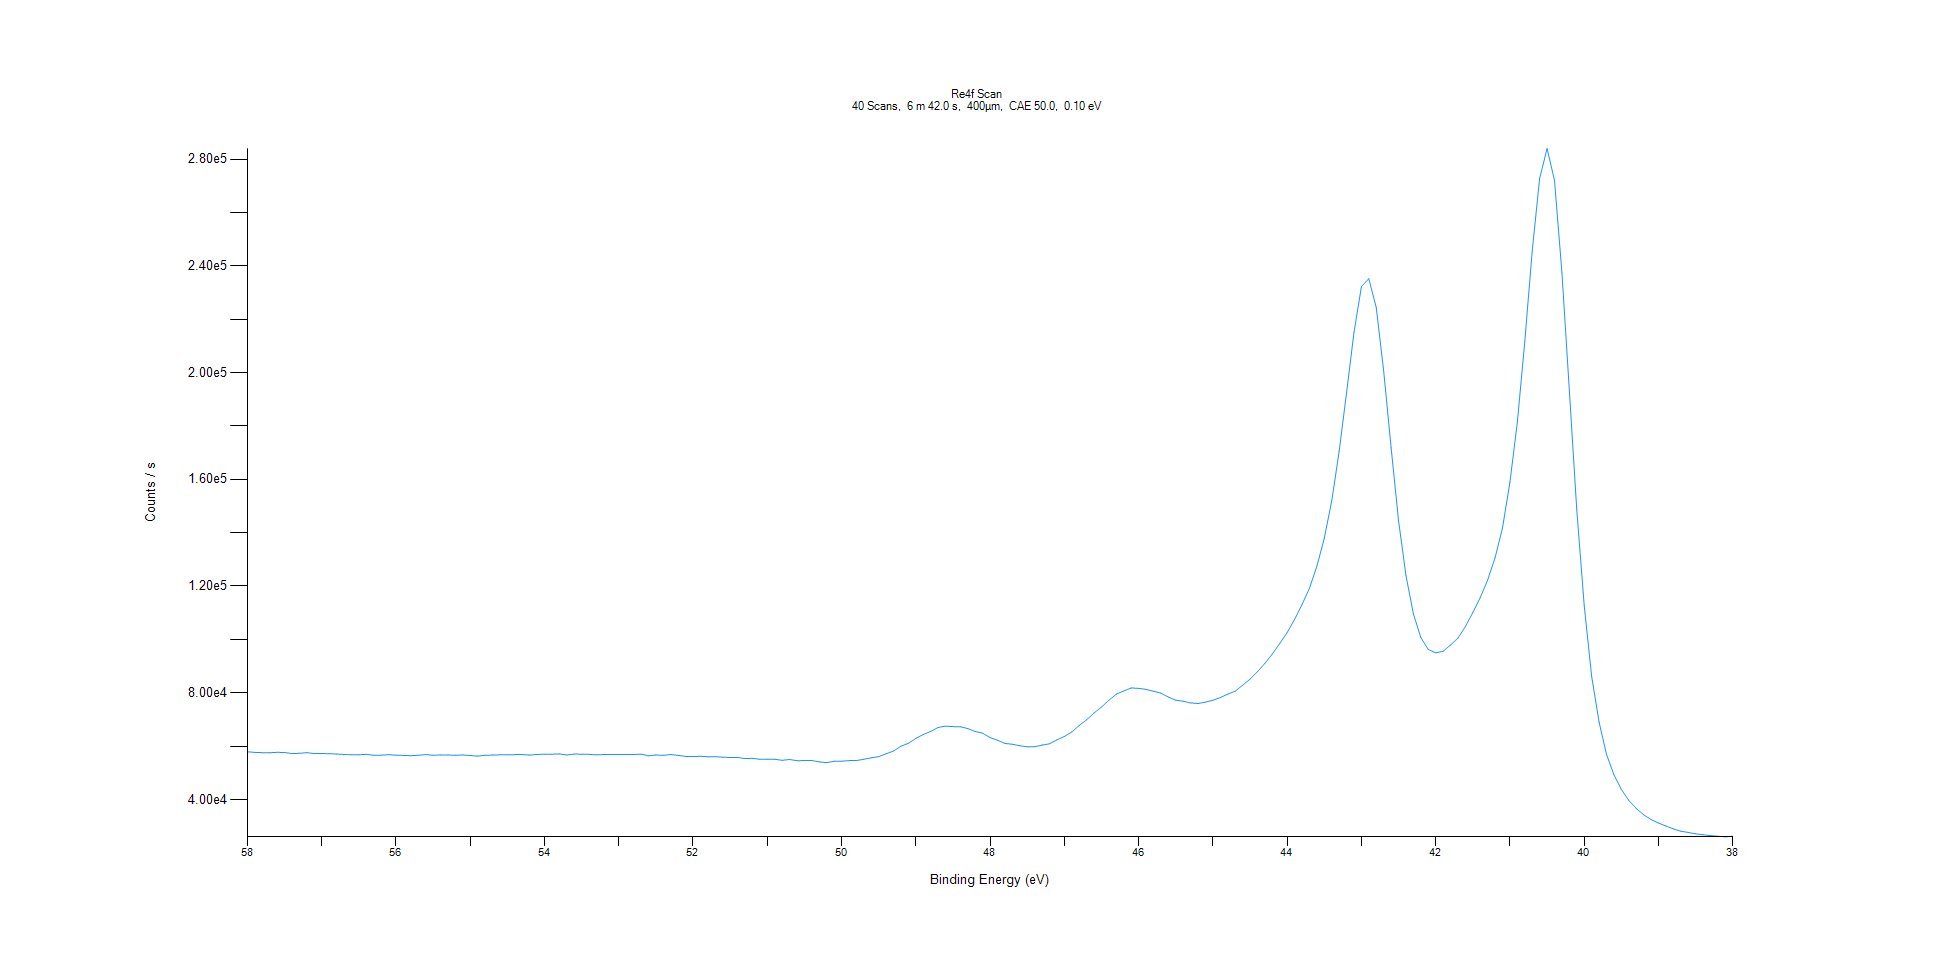 Re4f Scan
40 Scans, 6 m 42.0 s, 400µm, CAE 50.0, 0.10 eV
2.80e5
2.40e5
2.00e5
1.60e5
1.20e5
8.00e4
4.00e4
Counts / s
58 56 54 52 50 48 46 44 42 40 38
Binding Energy (eV)